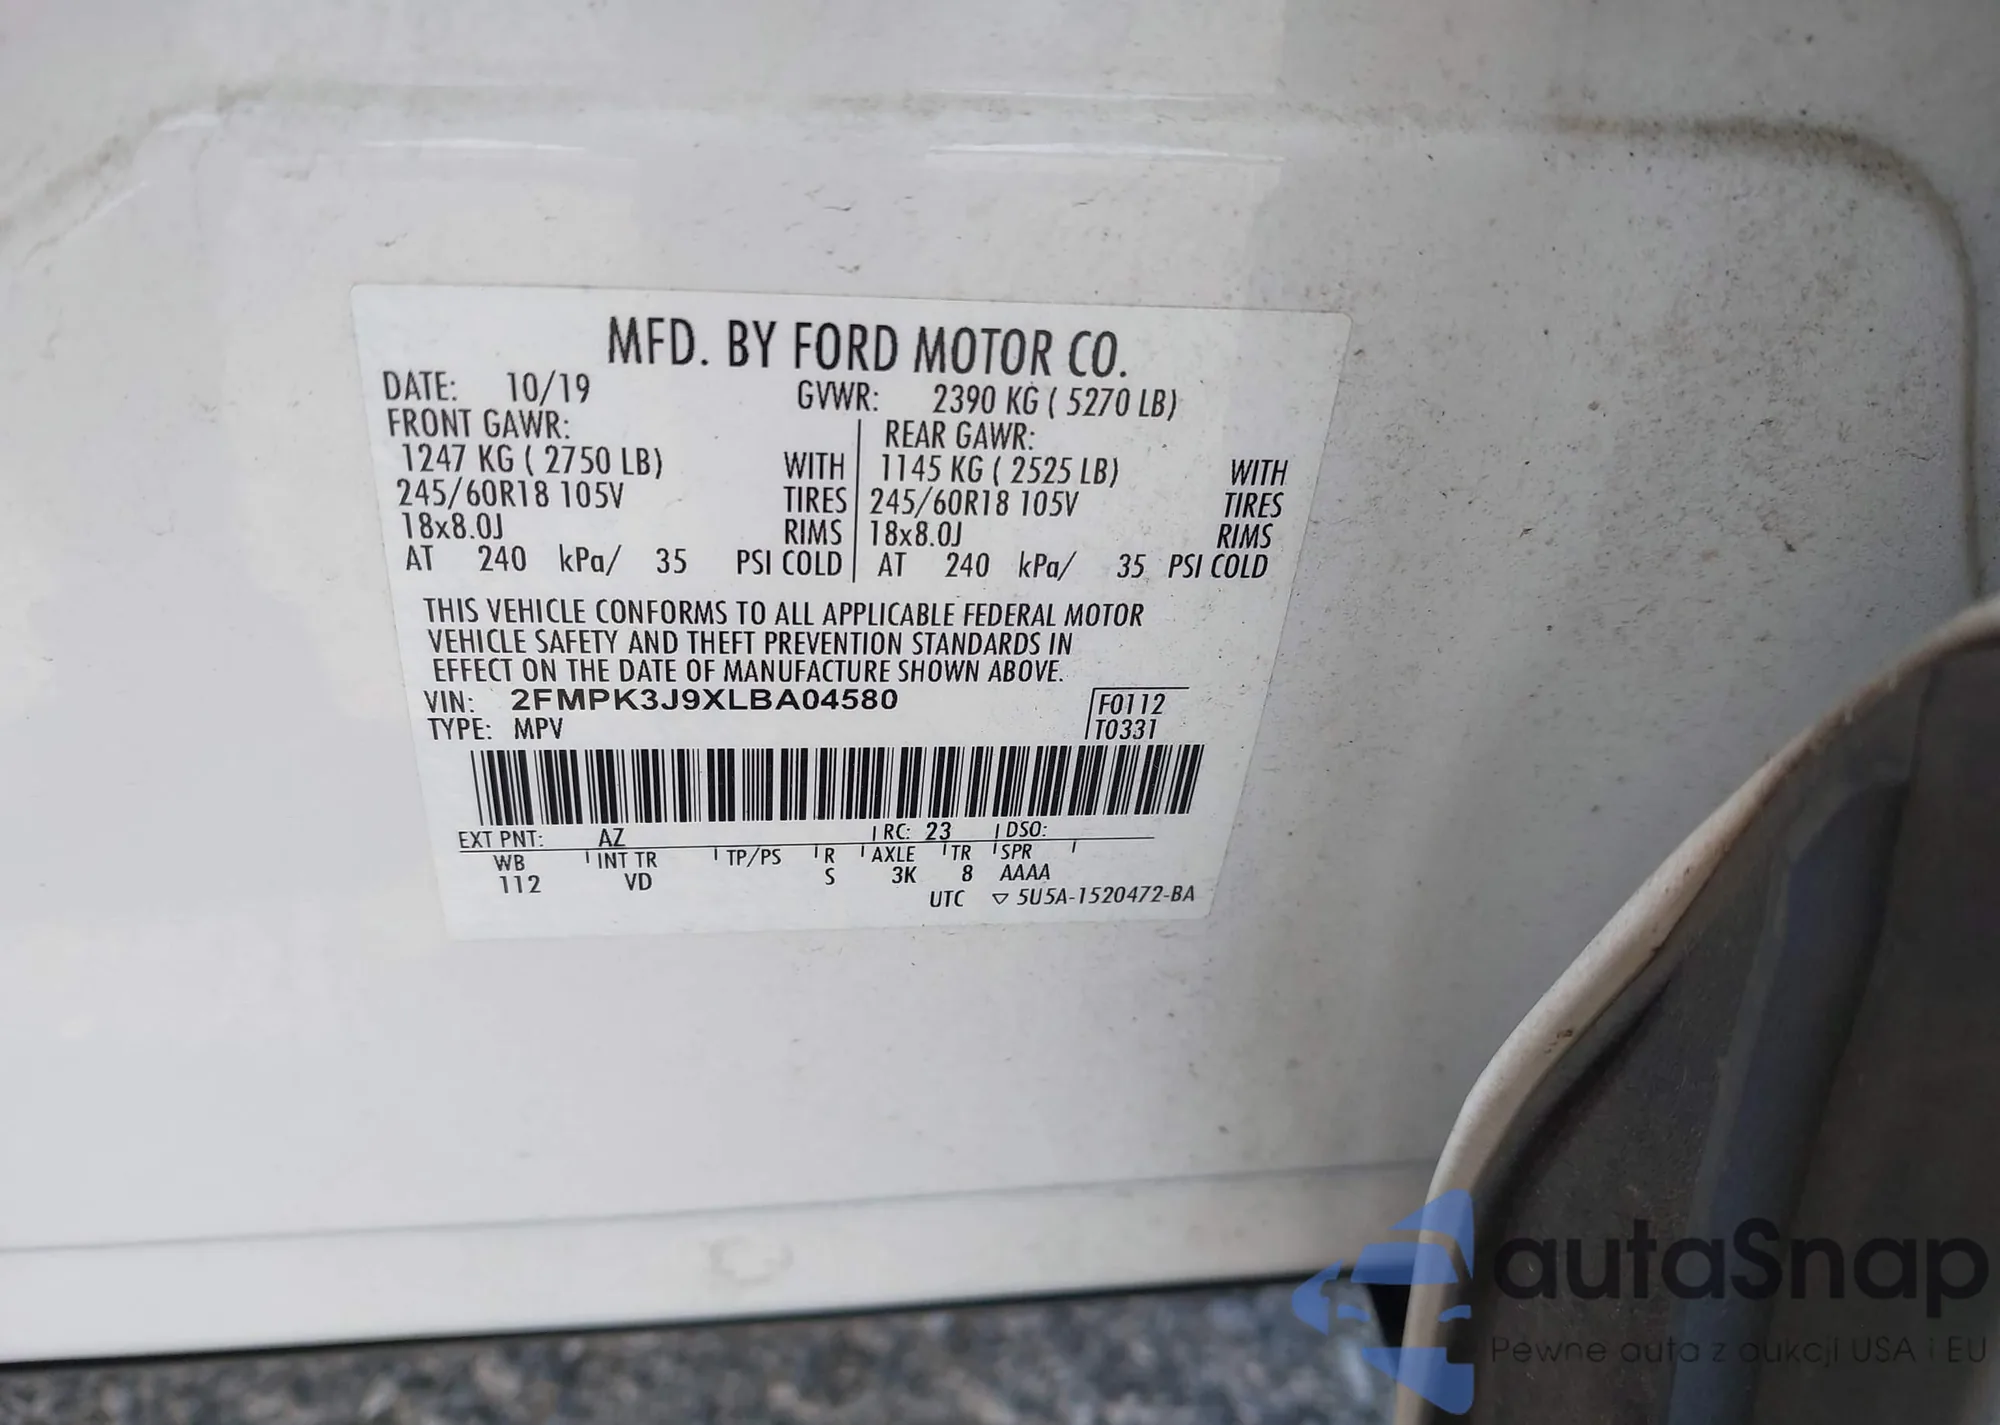 MFD. BY FORD MOTOR CO.
DATE: 10/19 GVWR: 2390 KG ( 5270 LB)
FRONT GAWR: REAR GAWR:
1247 KG ( 2750 LB) WITH 1145 KG ( 2525 LB) WITH
245/60R18 105V TIRES 245/60R18 105V TIRES
18x8.0J RIMS 18x8.0J RIMS
AT 240 kPa/ 35 PSI COLD AT 240 kPa/ 35 PSI COLD
THIS VEHICLE CONFORMS TO ALL APPLICABLE FEDERAL MOTOR
VEHICLE SAFETY AND THEFT PREVENTION STANDARDS IN
EFFECT ON THE DATE OF MANUFACTURE SHOWN ABOVE.
VIN: 2FMPK3J9XLBA04580 F0112
TYPE: MPV T0331
EXT PNT: AZ RC: 23 DSO:
WB INT TR TP/PS R AXLE TR SPR
112 VD S 3K 8 AAAA
UTC ▽ 5U5A-1520472-BA
autaSnap
Pewne auta z aukcji USA i EU